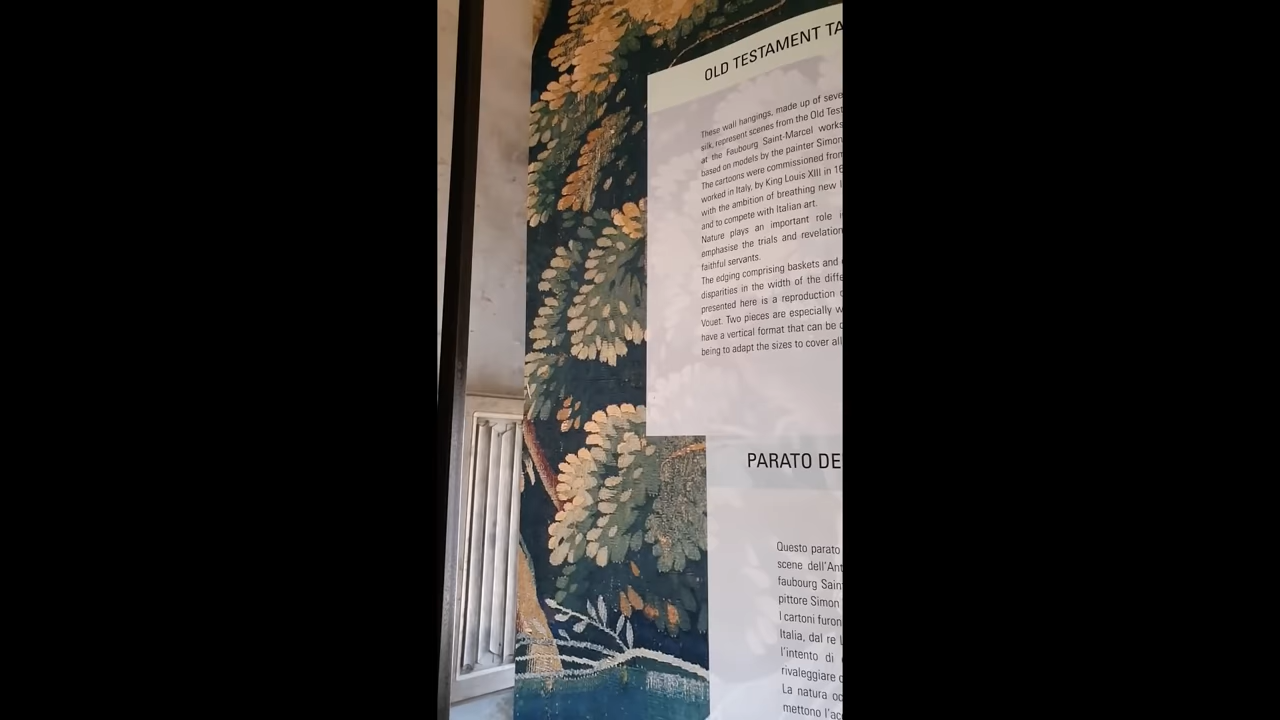 OLD TESTAMENT TA
These wall hangings, made up of seve
silk, represent scenes from the Old Test
at the Faubourg Saint-Marcel works
based on models by the painter Simon
The cartoons were commissioned from
worked in Italy, by King Louis XIII in 16
with the ambition of breathing new l
and to compete with Italian art.
Nature plays an important role i
emphasise the trials and revelation
faithful servants.
The edging comprising baskets and
disparities in the width of the diffe
presented here is a reproduction
Vouet. Two pieces are especially w
have a vertical format that can be
being to adapt the sizes to cover all
PARATO DE
Questo parato
scene dell'Ant
faubourg Sain
pittore Simon
I cartoni furon
Italia, dal re
l'intento di
rivaleggiare
La natura oc
mettono l'acc